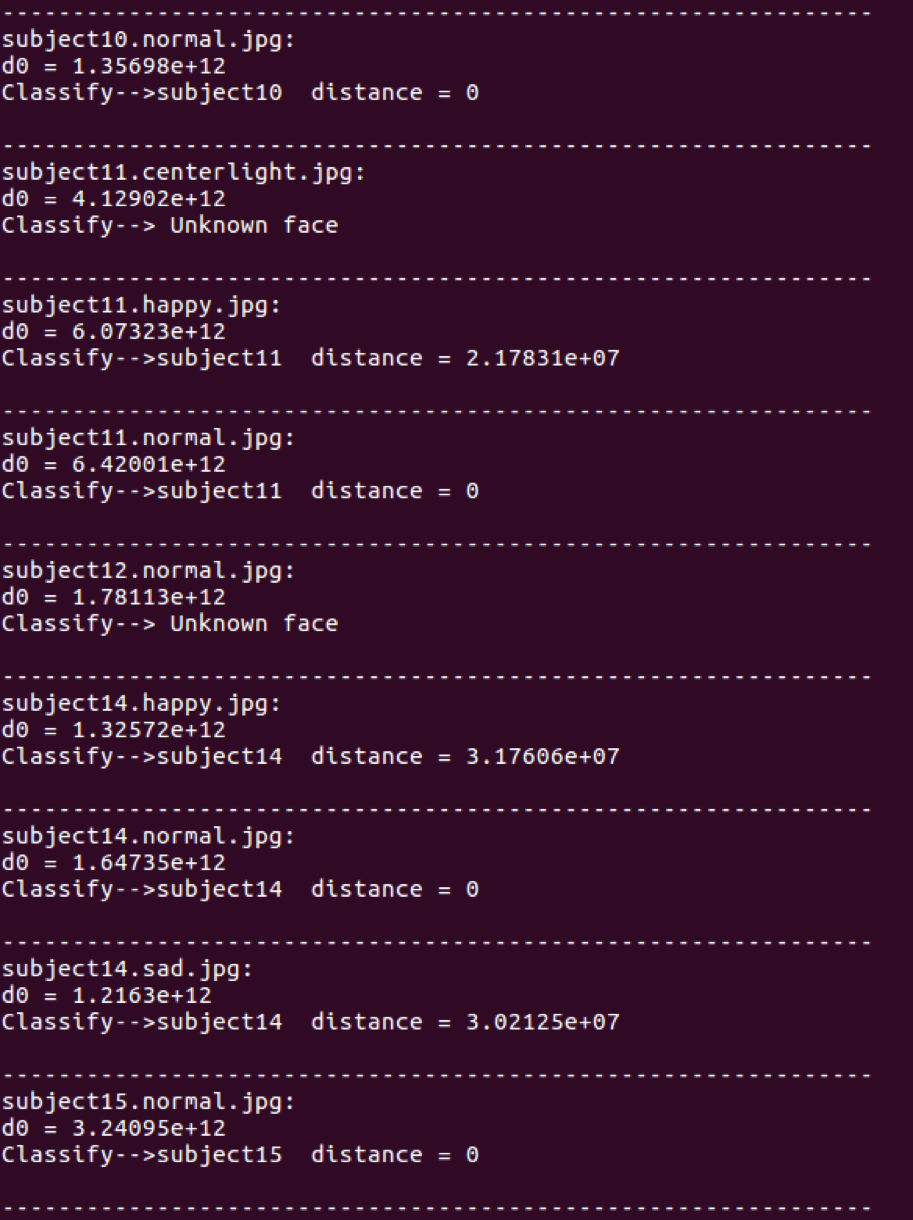 ---------------------------------------------------------------
subject10.normal.jpg:
d0 = 1.35698e+12
Classify-->subject10  distance = 0
---------------------------------------------------------------
subject11.centerlight.jpg:
d0 = 4.12902e+12
Classify--> Unknown face
---------------------------------------------------------------
subject11.happy.jpg:
d0 = 6.07323e+12
Classify-->subject11  distance = 2.17831e+07
---------------------------------------------------------------
subject11.normal.jpg:
d0 = 6.42001e+12
Classify-->subject11  distance = 0
---------------------------------------------------------------
subject12.normal.jpg:
d0 = 1.78113e+12
Classify--> Unknown face
---------------------------------------------------------------
subject14.happy.jpg:
d0 = 1.32572e+12
Classify-->subject14  distance = 3.17606e+07
---------------------------------------------------------------
subject14.normal.jpg:
d0 = 1.64735e+12
Classify-->subject14  distance = 0
---------------------------------------------------------------
subject14.sad.jpg:
d0 = 1.2163e+12
Classify-->subject14  distance = 3.02125e+07
---------------------------------------------------------------
subject15.normal.jpg:
d0 = 3.24095e+12
Classify-->subject15  distance = 0
---------------------------------------------------------------